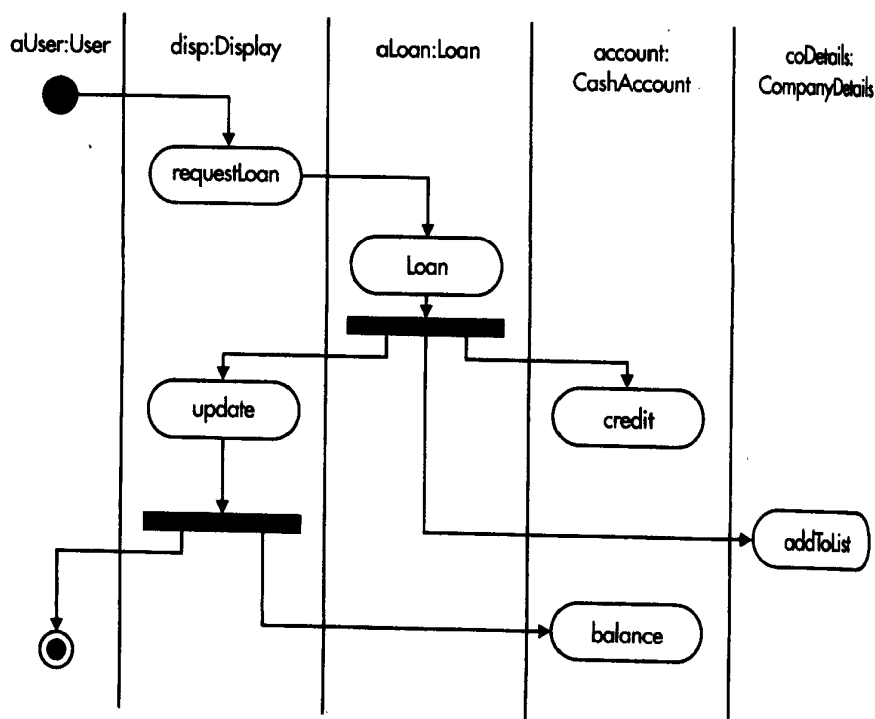 aUser:User
disp:Display
aLoan:Loan
account:
CashAccount
coDetails:
CompanyDetails
requestLoan
Loan
update
credit
addToList
balance